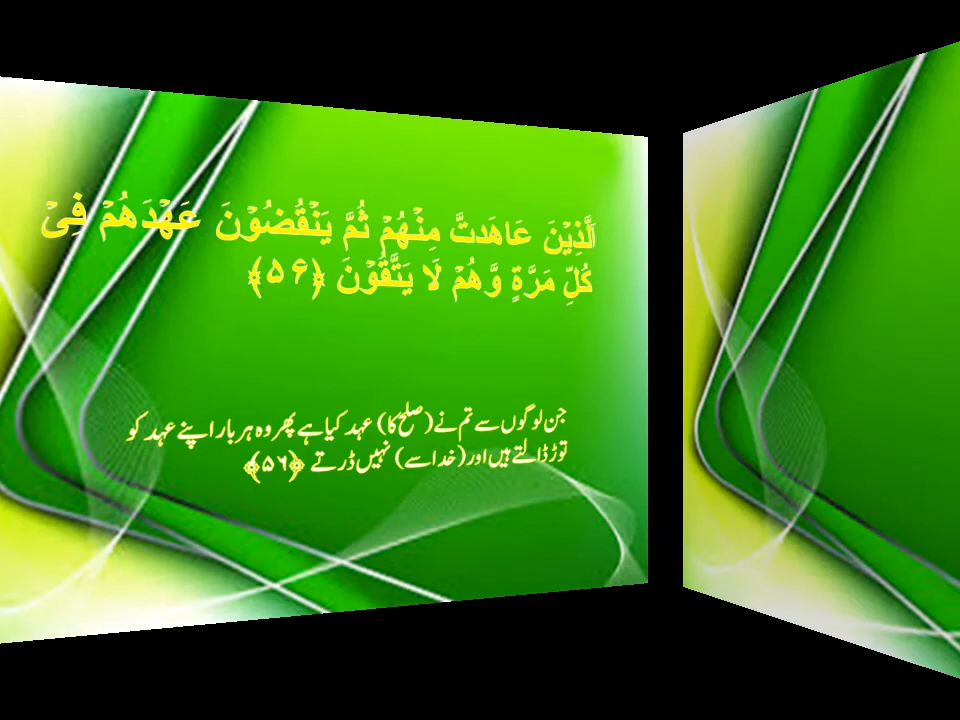 اَلَّذِيْنَ عَاهَدتَّ مِنْهُمْ ثُمَّ يَنْقُضُوْنَ عَهْدَهُمْ فِىْ
كُلِّ مَرَّةٍ وَّهُمْ لَا يَتَّقُوْنَ ﴿۵۶﴾
جن لوگوں سے تم نے (صلح کا) عہد کیا ہے پھر وہ ہر بار اپنے عہد کو
توڑ ڈالتے ہیں اور (خدا سے) نہیں ڈرتے ﴿۵۶﴾